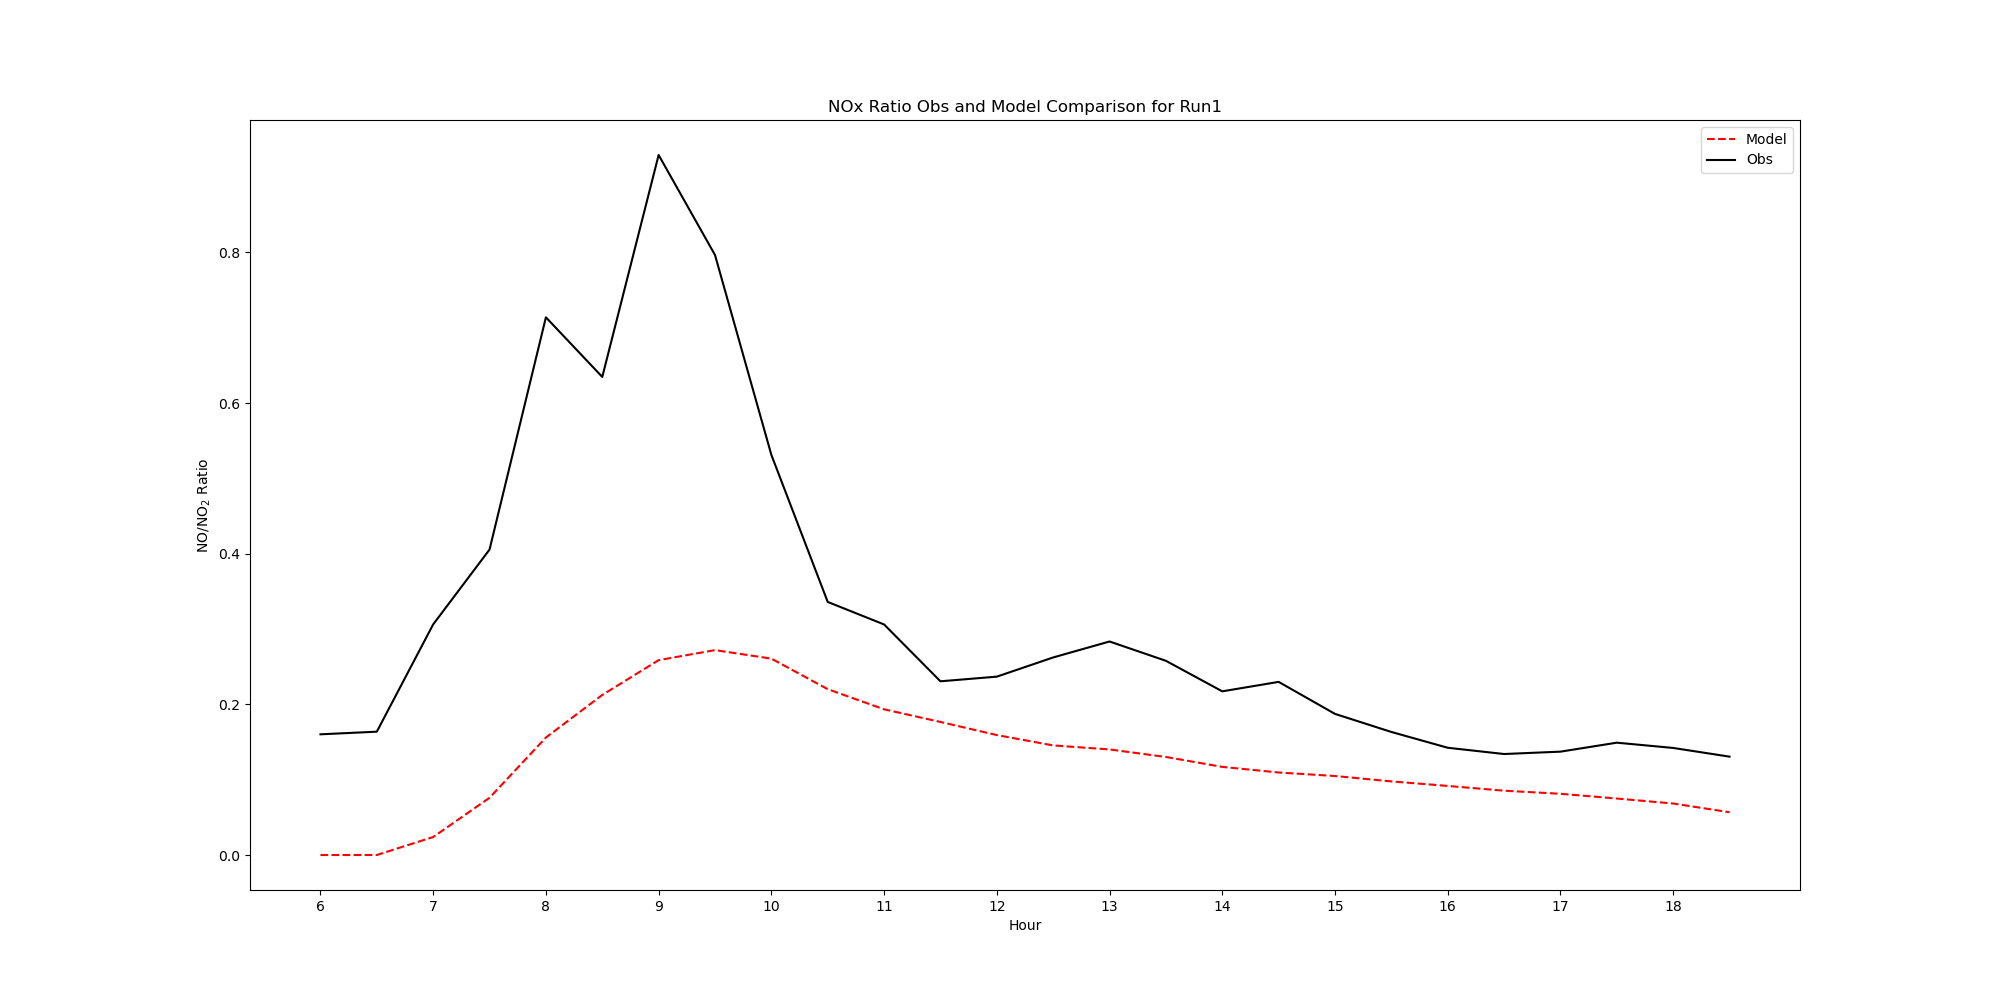 NOx Ratio Obs and Model Comparison for Run1
Model
Obs
0.8
0.6
0.4
0.2
0.0
NO/NO₂ Ratio
6 7 8 9 10 11 12 13 14 15 16 17 18
Hour